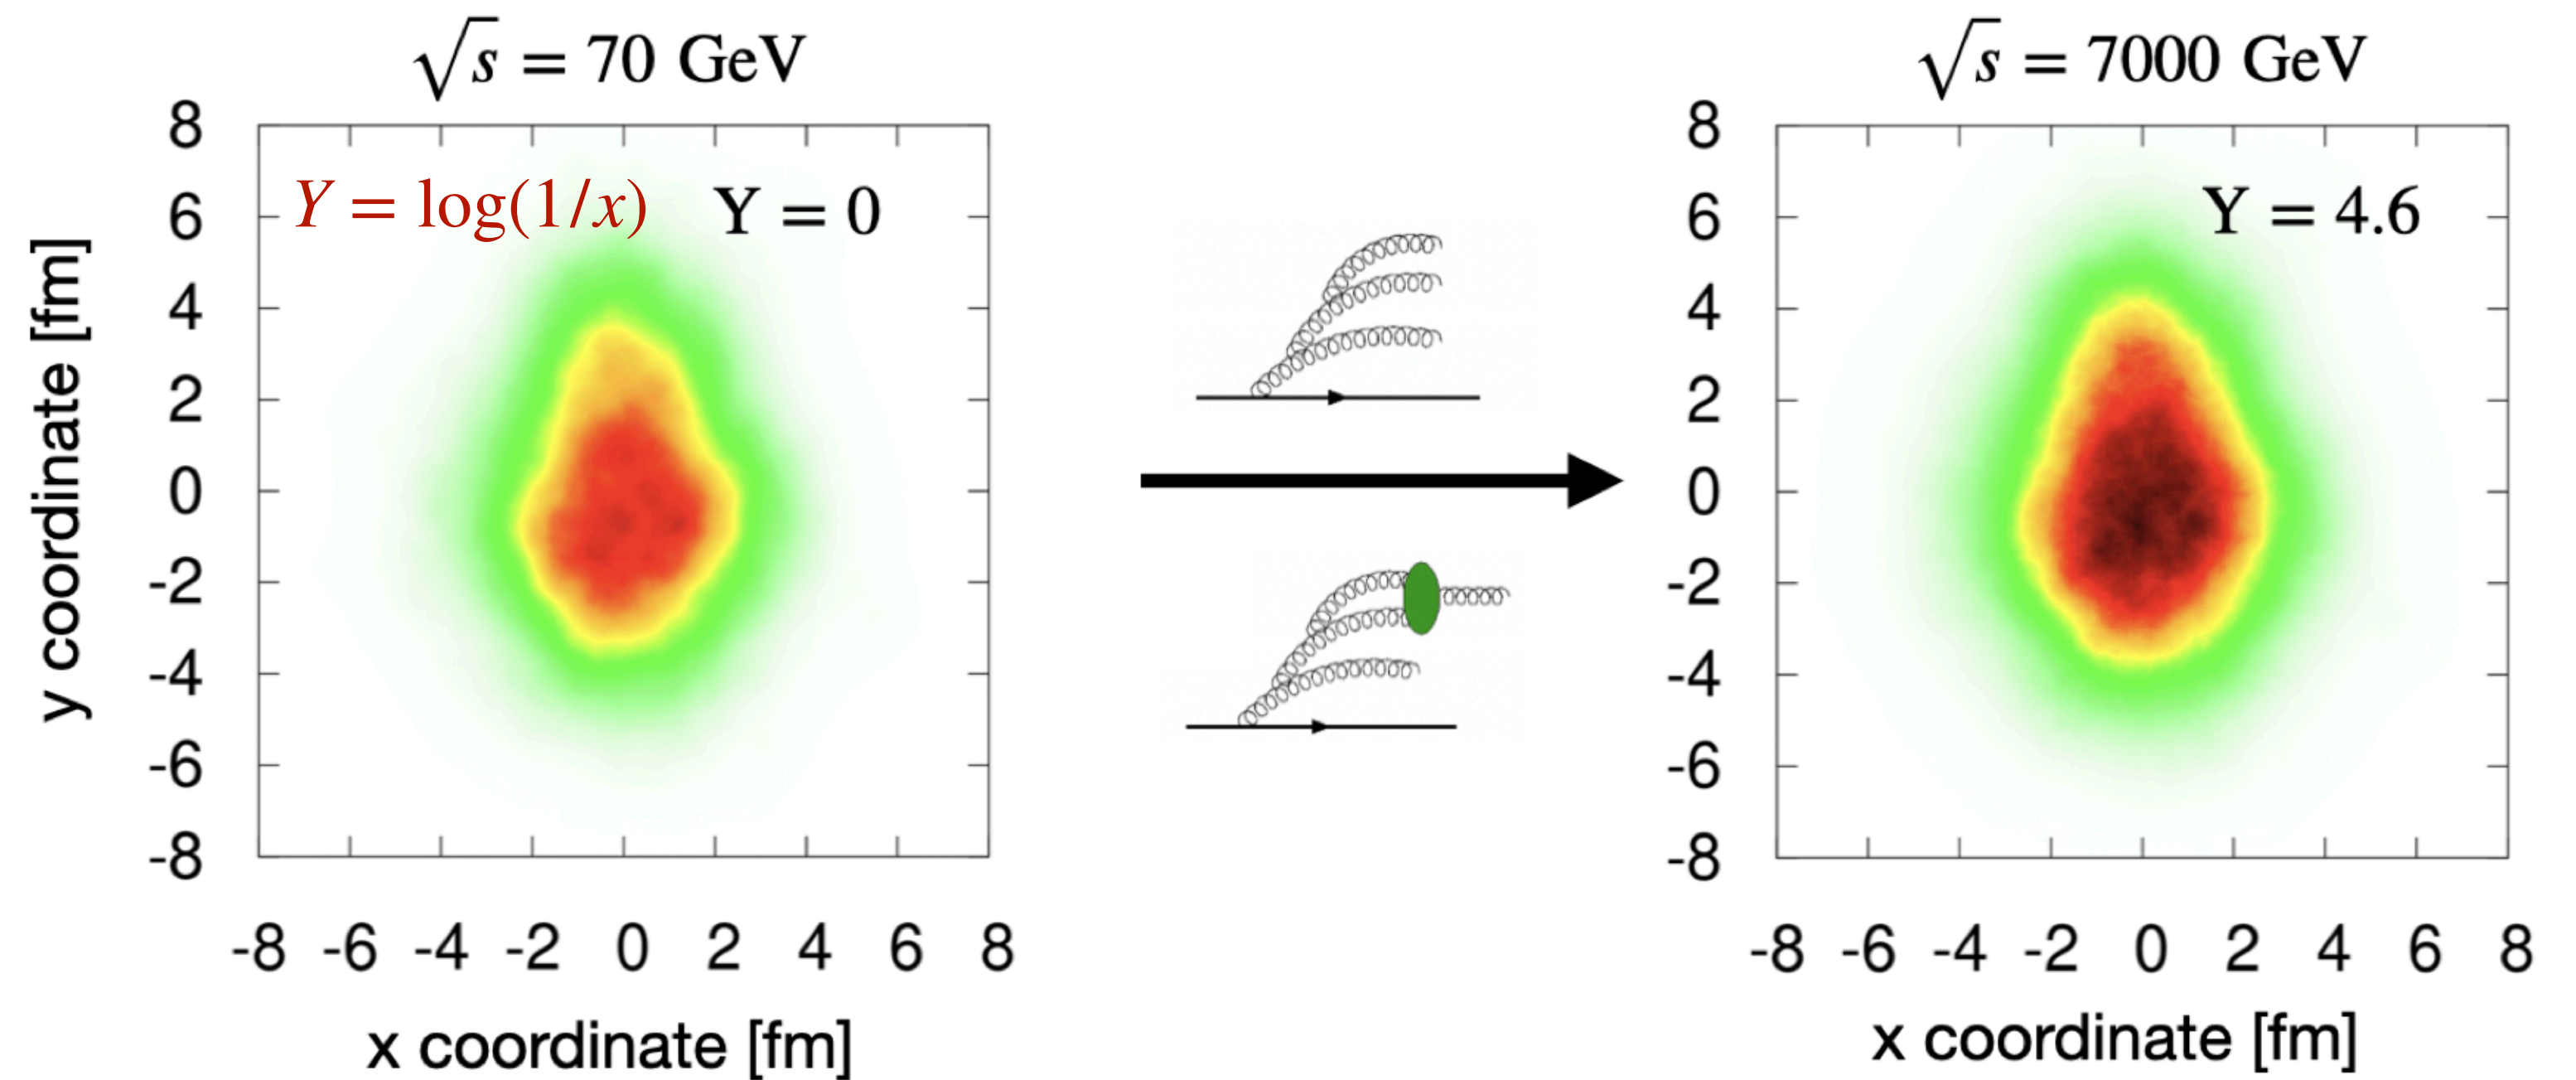 √s = 70 GeV
Y = log(1/x) Y = 0
y coordinate [fm]
8
6
4
2
0
-2
-4
-6
-8
-8 -6 -4 -2 0 2 4 6 8
x coordinate [fm]
√s = 7000 GeV
Y = 4.6
8
6
4
2
0
-2
-4
-6
-8
-8 -6 -4 -2 0 2 4 6 8
x coordinate [fm]